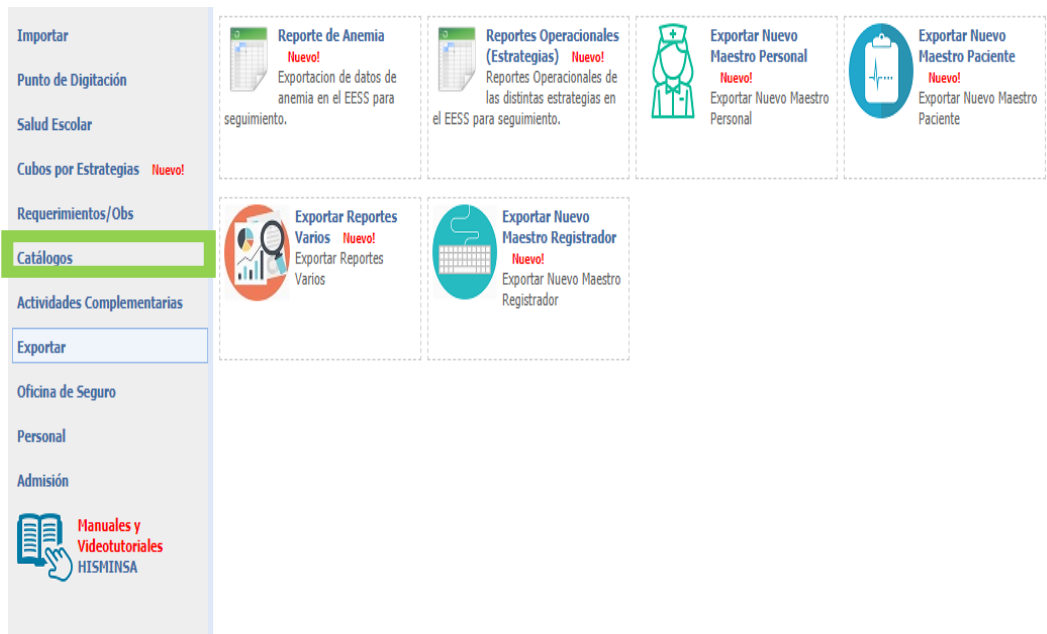 Importar
Punto de Digitación
Salud Escolar
Cubos por Estrategias Nuevo!
Requerimientos/Obs
Catálogos
Actividades Complementarias
Exportar
Oficina de Seguro
Personal
Admisión
Manuales y
Videotutoriales
HISMINSA
Reporte de Anemia
Nuevo!
Exportacion de datos de
anemia en el EESS para
seguimiento.
Reportes Operacionales
(Estrategias) Nuevo!
Reportes Operacionales de
las distintas estrategias en
el EESS para seguimiento.
Exportar Nuevo
Maestro Personal
Nuevo!
Exportar Nuevo Maestro
Personal
Exportar Nuevo
Maestro Paciente
Nuevo!
Exportar Nuevo Maestro
Paciente
Exportar Reportes
Varios Nuevo!
Exportar Reportes
Varios
Exportar Nuevo
Maestro Registrador
Nuevo!
Exportar Nuevo Maestro
Registrador